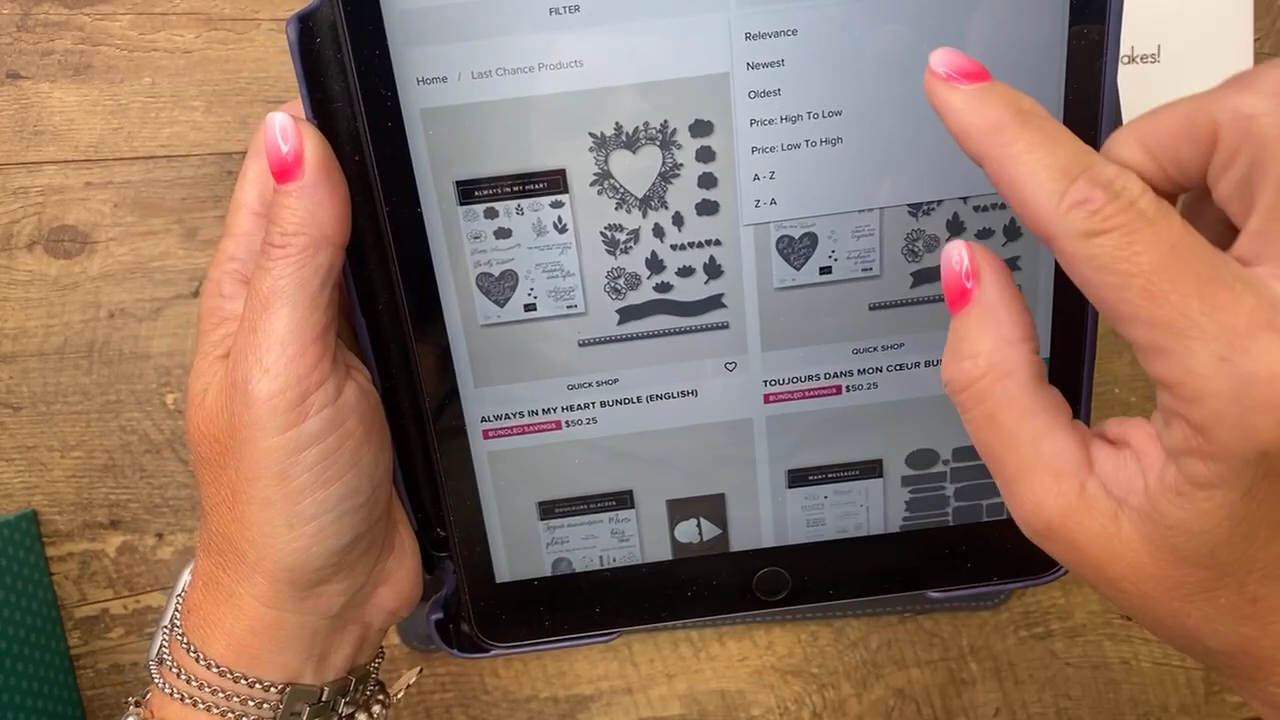 FILTER
Relevance
Newest
Oldest
Price: High To Low
Price: Low To High
A - Z
Z - A
akes!
Home / Last Chance Products
ALWAYS IN MY HEART
QUICK SHOP
ALWAYS IN MY HEART BUNDLE (ENGLISH)
BUNDLED SAVINGS $50.25
QUICK SHOP
TOUJOURS DANS MON CŒUR BU
BUNDLED SAVINGS $50.25
DOUCEURS GLACÉES
MANY MESSAGES